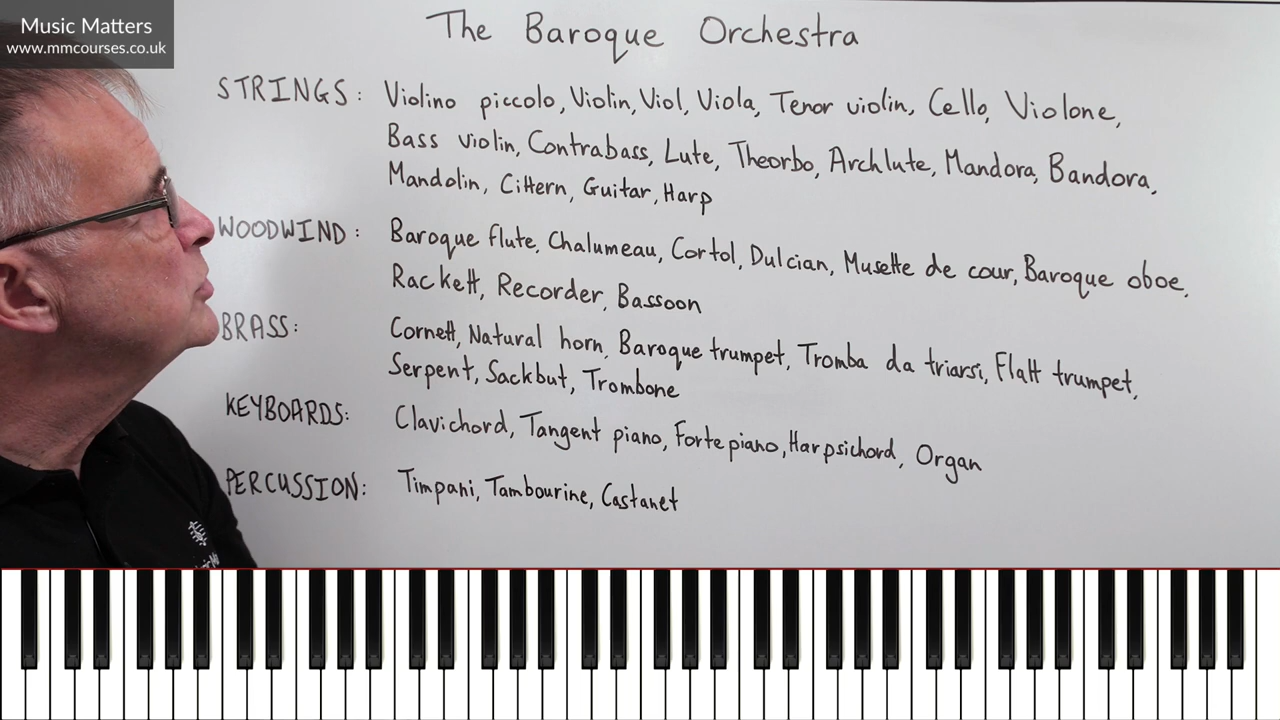 Music Matters
www.mmcourses.co.uk
The Baroque Orchestra
STRINGS: Violino piccolo, Violin, Viol, Viola, Tenor violin, Cello, Violone,
Bass violin, Contrabass, Lute, Theorbo, Archlute, Mandora, Bandora,
Mandolin, Cittern, Guitar, Harp
WOODWIND: Baroque flute, Chalumeau, Cortol, Dulcian, Musette de cour, Baroque oboe,
Rackett, Recorder, Bassoon
BRASS: Cornett, Natural horn, Baroque trumpet, Tromba da triarsi, Flatt trumpet,
Serpent, Sackbut, Trombone
KEYBOARDS: Clavichord, Tangent piano, Fortepiano, Harpsichord, Organ
PERCUSSION: Timpani, Tambourine, Castanet